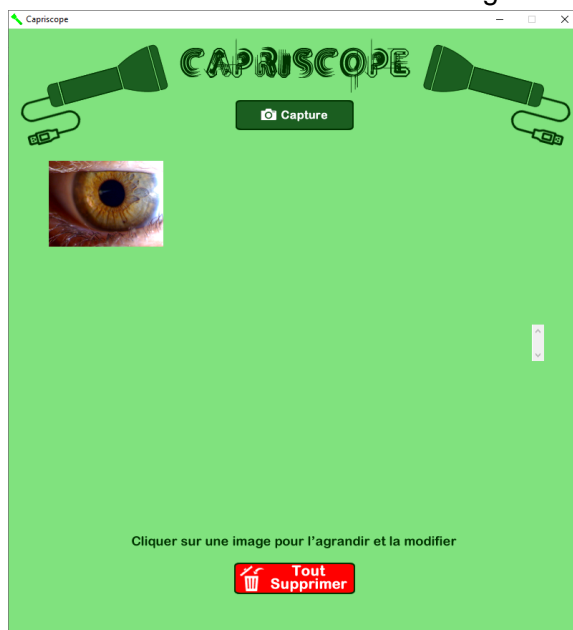 Capriscope
CAPRISCOPE
Capture
Cliquer sur une image pour l'agrandir et la modifier
Tout
Supprimer